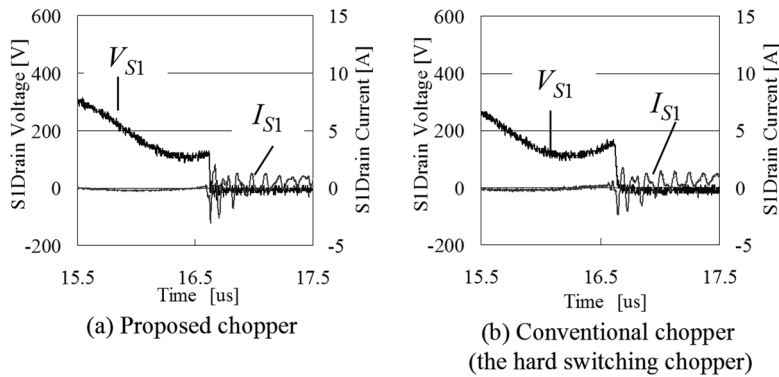 600
400
200
0
-200
S1Drain Voltage [V]
V_S1
I_S1
15
10
5
0
-5
S1Drain Current [A]
15.5
16.5
17.5
Time [us]
(a) Proposed chopper
600
400
200
0
-200
S1Drain Voltage [V]
V_S1
I_S1
15
10
5
0
-5
S1Drain Current [A]
15.5
16.5
17.5
Time [us]
(b) Conventional chopper
(the hard switching chopper)